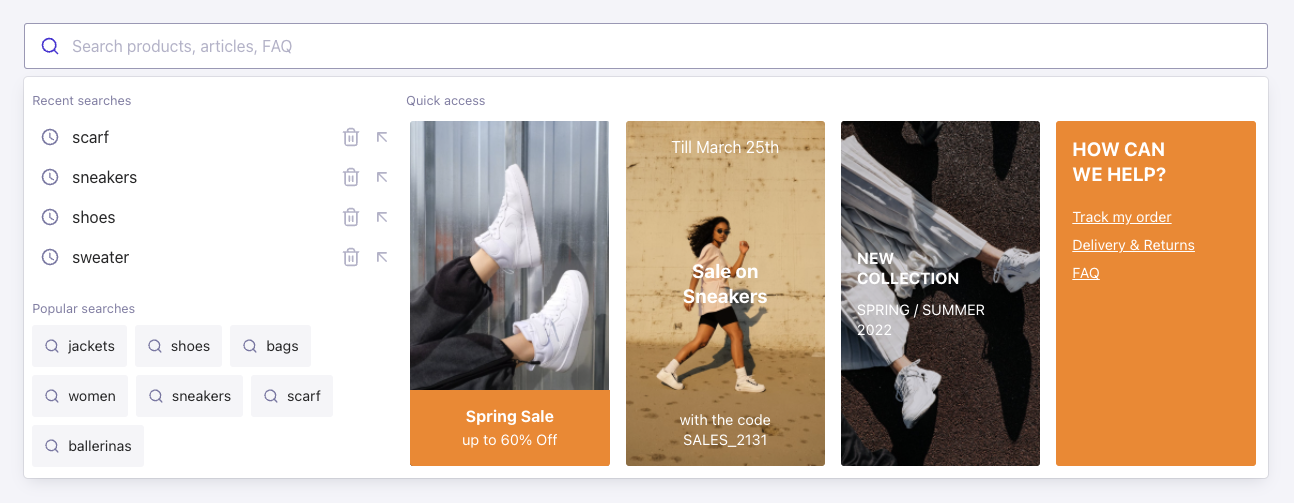 Search products, articles, FAQ
Recent searches
scarf
sneakers
shoes
sweater
Popular searches
jackets
shoes
bags
women
sneakers
scarf
ballerinas
Quick access
Spring Sale
up to 60% Off
Till March 25th
Sale on
Sneakers
with the code
SALES_2131
NEW
COLLECTION
SPRING / SUMMER
2022
HOW CAN
WE HELP?
Track my order
Delivery & Returns
FAQ